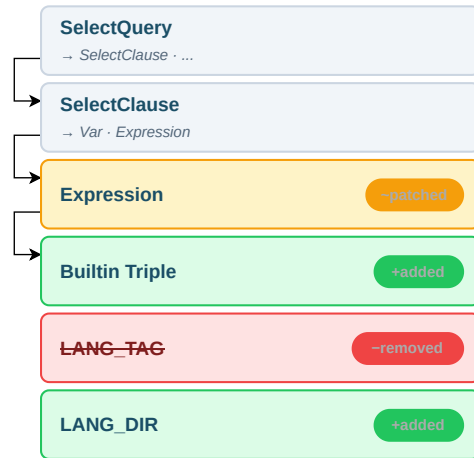 SelectQuery
→ SelectClause · ...
SelectClause
→ Var · Expression
Expression
~patched
Builtin Triple
+added
LANG_TAG
−removed
LANG_DIR
+added